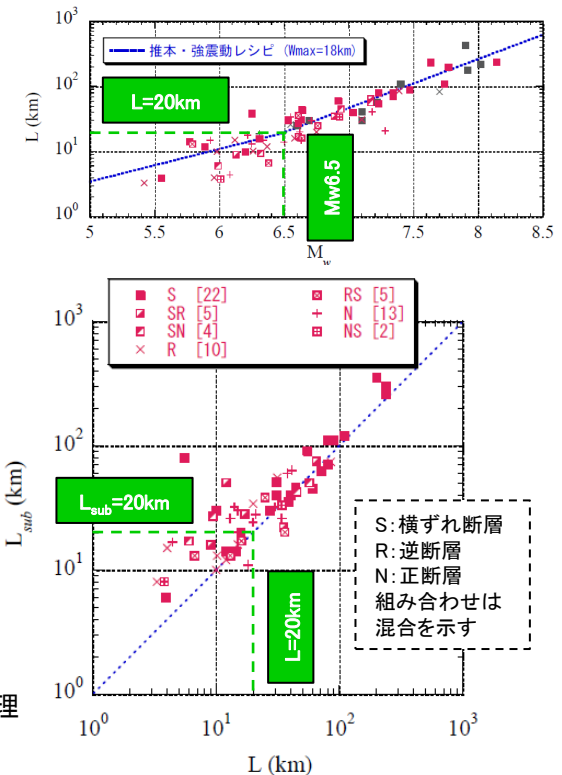 推本・強震動レシピ (Wmax=18km)
L (km)
10³
10²
10¹
10⁰
L=20km
Mw6.5
5
5.5
6
6.5
7
7.5
8
8.5
M_w
S [22]
SR [5]
SN [4]
R [10]
RS [5]
N [13]
NS [2]
L_sub (km)
10³
10²
10¹
10⁰
L_sub=20km
L=20km
S：横ずれ断層
R：逆断層
N：正断層
組み合わせは
混合を示す
理
10⁰
10¹
10²
10³
L (km)